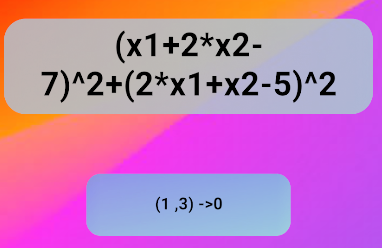 (x1+2*x2-
7)^2+(2*x1+x2-5)^2
(1 ,3) ->0